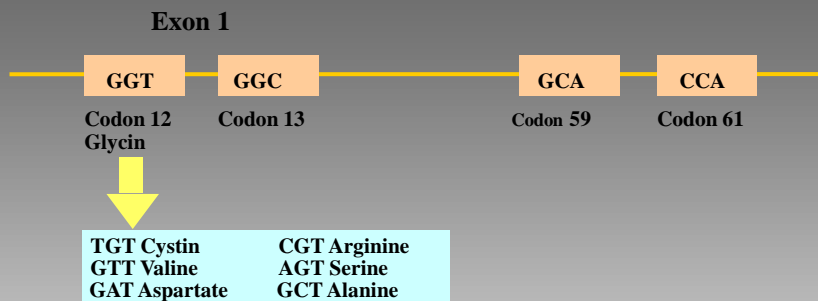 Exon 1
GGT GGC GCA CCA
Codon 12 Codon 13 Codon 59 Codon 61
Glycin
TGT Cystin CGT Arginine
GTT Valine AGT Serine
GAT Aspartate GCT Alanine